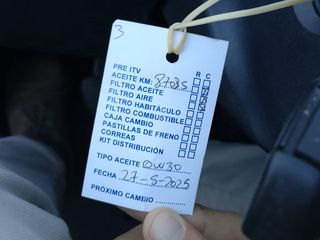 3
R C
PRE ITV
ACEITE KM: 87035
FILTRO ACEITE
FILTRO AIRE
FILTRO HABITÁCULO
FILTRO COMBUSTIBLE
CAJA CAMBIO
PASTILLAS DE FRENO
CORREAS
KIT DISTRIBUCIÓN
TIPO ACEITE 0W30
FECHA 27-5-2025
PRÓXIMO CAMBIO